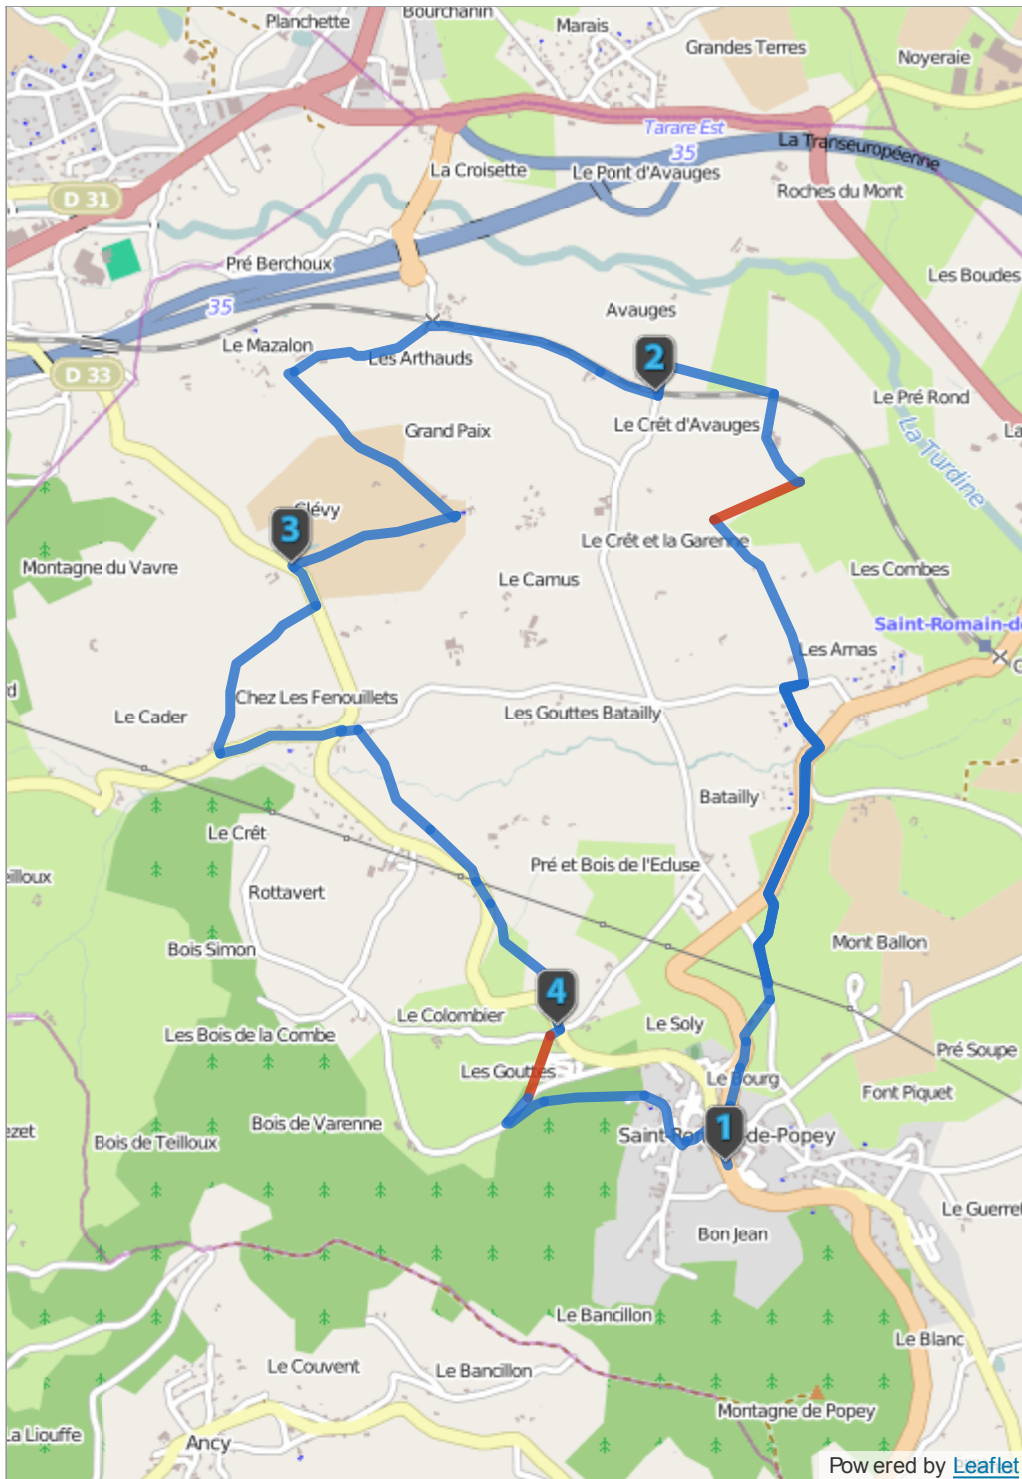 Bourchanin
Planchette
Marais
Grandes Terres
Noyeraie
Tarare Est
35
La Transeuropéenne
La Croisette
Le Pont d'Avauges
D 31
Roches du Mont
Pré Berchoux
Les Boudes
35
Avauges
Le Mazalon
Les Arthauds
2
D 33
Le Pré Rond
Le Crêt d'Avauges
Grand Paix
La
La Turdine
Clévy
3
Le Crêt et la Garenne
Montagne du Vavre
Le Camus
Les Combes
Saint-Romain-de
Les Arnas
G
rd
Chez Les Fenouillets
Le Cader
Les Gouttes Batailly
Batailly
Le Crêt
Pré et Bois de l'Ecluse
eilloux
Rottavert
Mont Ballon
Bois Simon
4
Le Colombier
Le Soly
Les Bois de la Combe
Pré Soupe
Les Gouttes
Le Bourg
Font Piquet
Bois de Varenne
1
ezet
Bois de Teilloux
Saint-Ro
-de-Popey
Le Guerret
Bon Jean
Le Bancillon
Le Blanc
Le Couvent
Le Bancillon
Montagne de Popey
La Liouffe
Ancy
Powered by Leaflet